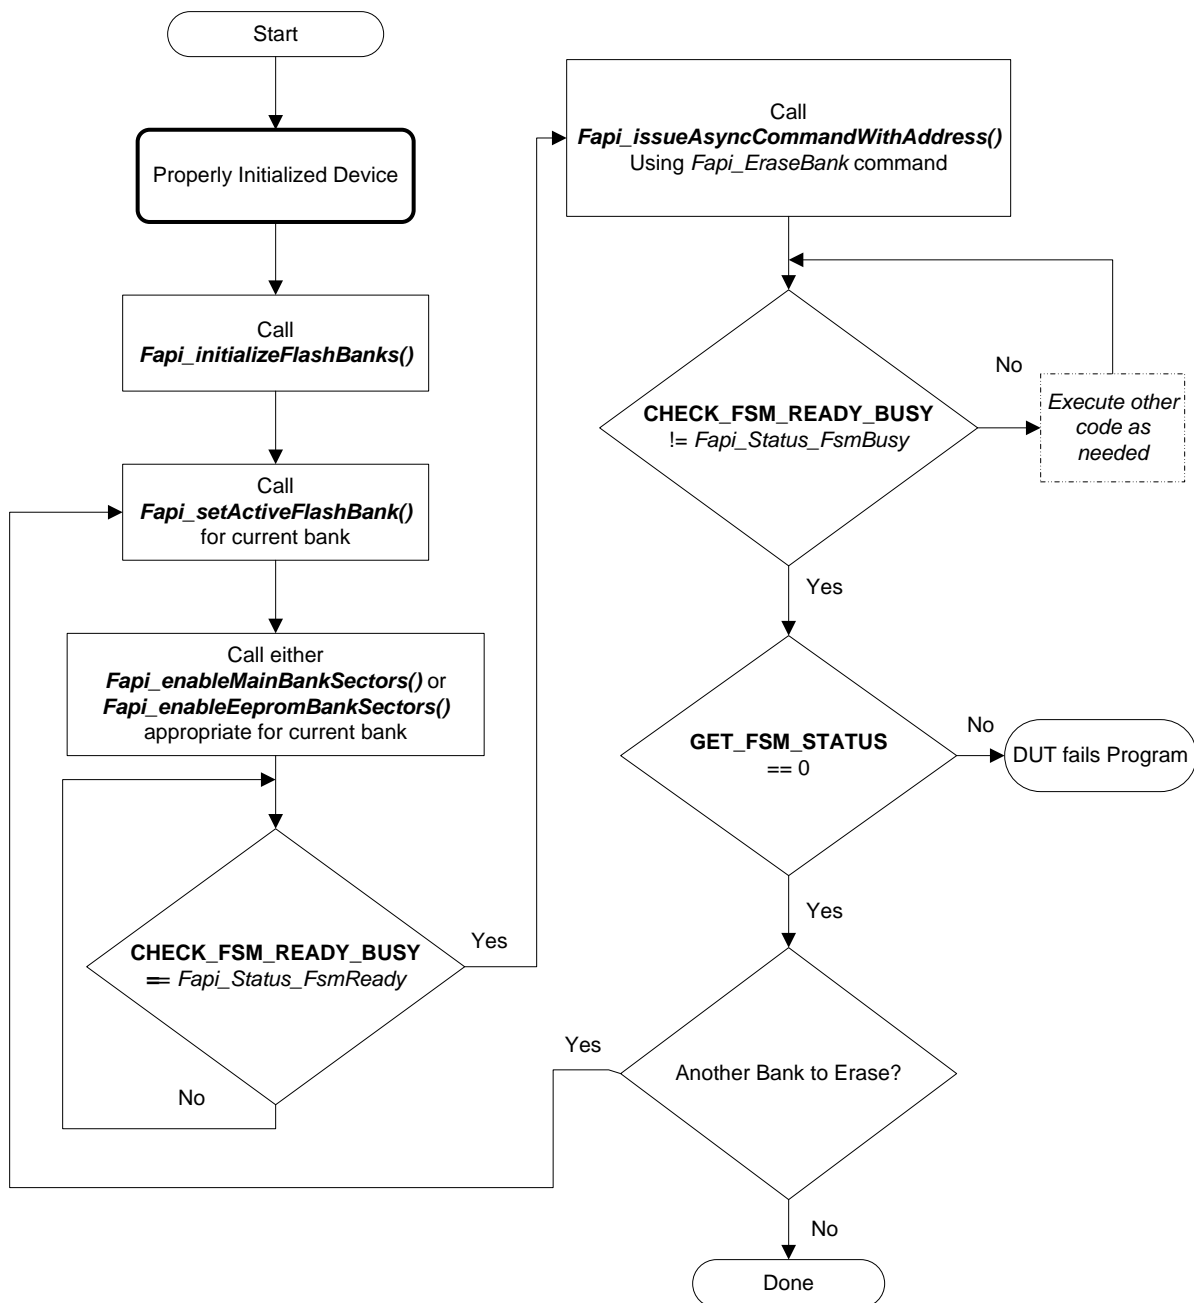 Start
Properly Initialized Device
Call
Fapi_initializeFlashBanks()
Call
Fapi_setActiveFlashBank()
for current bank
Call either
Fapi_enableMainBankSectors() or
Fapi_enableEepromBankSectors()
appropriate for current bank
CHECK_FSM_READY_BUSY
== Fapi_Status_FsmReady
Yes
No
Call
Fapi_issueAsyncCommandWithAddress()
Using Fapi_EraseBank command
CHECK_FSM_READY_BUSY
!= Fapi_Status_FsmBusy
No
Execute other
code as
needed
Yes
GET_FSM_STATUS
== 0
No
DUT fails Program
Yes
Another Bank to Erase?
Yes
No
Done